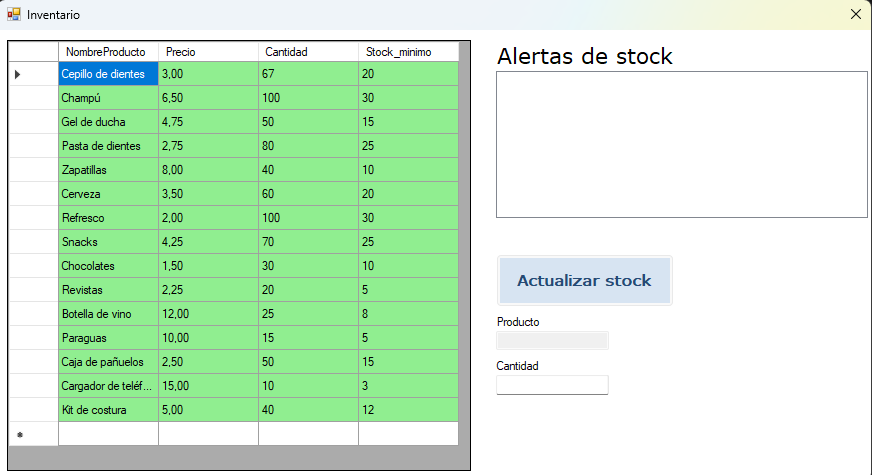 Inventario
NombreProducto Precio Cantidad Stock_minimo
Cepillo de dientes 3,00 67 20
Champú 6,50 100 30
Gel de ducha 4,75 50 15
Pasta de dientes 2,75 80 25
Zapatillas 8,00 40 10
Cerveza 3,50 60 20
Refresco 2,00 100 30
Snacks 4,25 70 25
Chocolates 1,50 30 10
Revistas 2,25 20 5
Botella de vino 12,00 25 8
Paraguas 10,00 15 5
Caja de pañuelos 2,50 50 15
Cargador de teléf... 15,00 10 3
Kit de costura 5,00 40 12
Alertas de stock
Actualizar stock
Producto
Cantidad